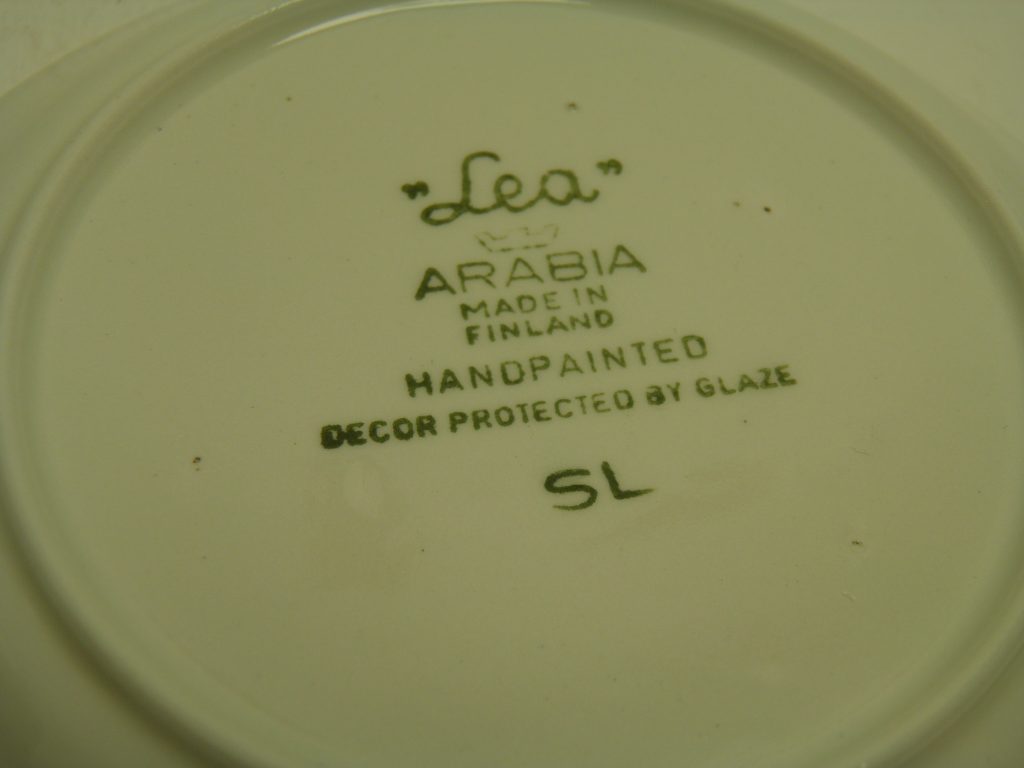 "Lea"
ARABIA
MADE IN
FINLAND
HANDPAINTED
DECOR PROTECTED BY GLAZE
SL